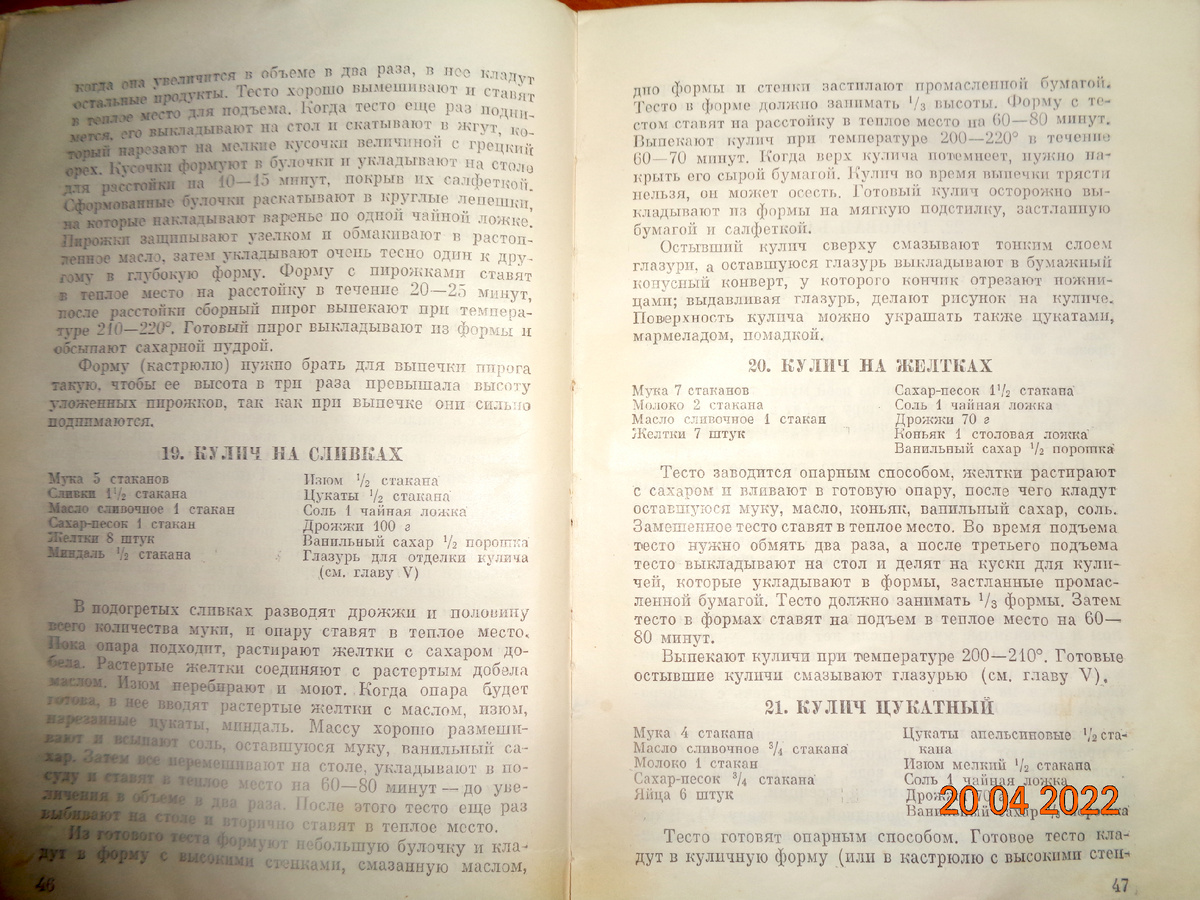 когда она увеличится в объеме в два раза, в нее кладут
остальные продукты. Тесто хорошо вымешивают и ставят
в теплое место для подъема. Когда тесто еще раз подни-
мется, его выкладывают на стол и скатывают в жгут, ко-
торый нарезают на мелкие кусочки величиной с грецкий
орех. Кусочки формуют в булочки и укладывают на столе
для расстойки на 10—15 минут, покрыв их салфеткой.
Сформованные булочки раскатывают в круглые лепешки,
на которые накладывают варенье по одной чайной ложке.
Пирожки защипывают узелком и обмакивают в растоп-
ленное масло, затем укладывают очень тесно один к дру-
гому в глубокую форму. Форму с пирожками ставят
в теплое место на расстойку в течение 20—25 минут,
после расстойки сборный пирог выпекают при темпера-
туре 210—220°. Готовый пирог выкладывают из формы и
обсыпают сахарной пудрой.
Форму (кастрюлю) нужно брать для выпечки пирога
такую, чтобы ее высота в три раза превышала высоту
уложенных пирожков, так как при выпечке они сильно
поднимаются.
19. КУЛИЧ НА СЛИВКАХ
Мука 5 стаканов
Сливки 1½ стакана
Масло сливочное 1 стакан
Сахар-песок 1 стакан
Желтки 8 штук
Миндаль ½ стакана
Изюм ½ стакана
Цукаты ½ стакана
Соль 1 чайная ложка
Дрожжи 100 г
Ванильный сахар ½ порошка
Глазурь для отделки кулича
(см. главу V)
В подогретых сливках разводят дрожжи и половину
всего количества муки, и опару ставят в теплое место.
Пока опара подходит, растирают желтки с сахаром до-
бела. Растертые желтки соединяют с растертым добела
маслом. Изюм перебирают и моют. Когда опара будет
готова, в нее вводят растертые желтки с маслом, изюм,
нарезанные цукаты, миндаль. Массу хорошо размеши-
вают и всыпают соль, оставшуюся муку, ванильный са-
хар. Затем все перемешивают на столе, укладывают в по-
суду и ставят в теплое место на 60—80 минут — до уве-
личения в объеме в два раза. После этого тесто еще раз
выбивают на столе и вторично ставят в теплое место.
Из готового теста формуют небольшую булочку и кла-
дут в форму с высокими стенками, смазанную маслом,
46
дно формы и стенки застилают промасленной бумагой.
Тесто в форме должно занимать ⅓ высоты. Форму с те-
стом ставят на расстойку в теплое место на 60—80 минут.
Выпекают кулич при температуре 200—220° в течение
60—70 минут. Когда верх кулича потемнеет, нужно на-
крыть его сырой бумагой. Кулич во время выпечки трясти
нельзя, он может осесть. Готовый кулич осторожно вы-
кладывают из формы на мягкую подстилку, застланную
бумагой и салфеткой.
Остывший кулич сверху смазывают тонким слоем
глазури, а оставшуюся глазурь выкладывают в бумажный
конусный конверт, у которого кончик отрезают ножни-
цами; выдавливая глазурь, делают рисунок на куличе.
Поверхность кулича можно украшать также цукатами,
мармеладом, помадкой.
20. КУЛИЧ НА ЖЕЛТКАХ
Мука 7 стаканов
Молоко 2 стакана
Масло сливочное 1 стакан
Желтки 7 штук
Сахар-песок 1½ стакана
Соль 1 чайная ложка
Дрожжи 70 г
Коньяк 1 столовая ложка
Ванильный сахар ½ порошка
Тесто заводится опарным способом, желтки растирают
с сахаром и вливают в готовую опару, после чего кладут
оставшуюся муку, масло, коньяк, ванильный сахар, соль.
Замешенное тесто ставят в теплое место. Во время подъема
тесто нужно обмять два раза, а после третьего подъема
тесто выкладывают на стол и делят на куски для кули-
чей, которые укладывают в формы, застланные промас-
ленной бумагой. Тесто должно занимать ⅓ формы. Затем
тесто в формах ставят на подъем в теплое место на 60—
80 минут.
Выпекают куличи при температуре 200—210°. Готовые
остывшие куличи смазывают глазурью (см. главу V).
21. КУЛИЧ ЦУКАТНЫЙ
Мука 4 стакана
Масло сливочное ¾ стакана
Молоко 1 стакан
Сахар-песок ¾ стакана
Яйца 6 штук
Цукаты апельсиновые ½ ста-
кана
Изюм мелкий ½ стакана
Соль 1 чайная ложка
Дрожжи 70 г
Ванильный сахар порошка
20 04 2022
Тесто готовят опарным способом. Готовое тесто кла-
дут в куличную форму (или в кастрюлю с высокими стен-
47